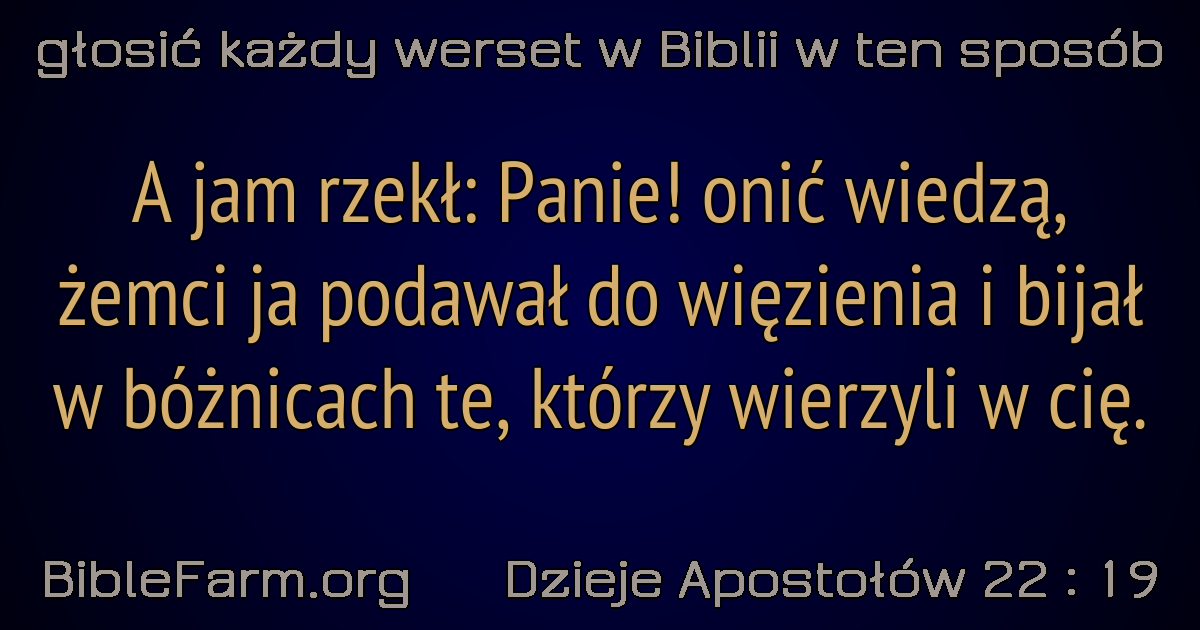 głosić każdy werset w Biblii w ten sposób
A jam rzekł: Panie! onić wiedzą,
żemci ja podawał do więzienia i bijał
w bóżnicach te, którzy wierzyli w cię.
BibleFarm.org Dzieje Apostołów 22 : 19